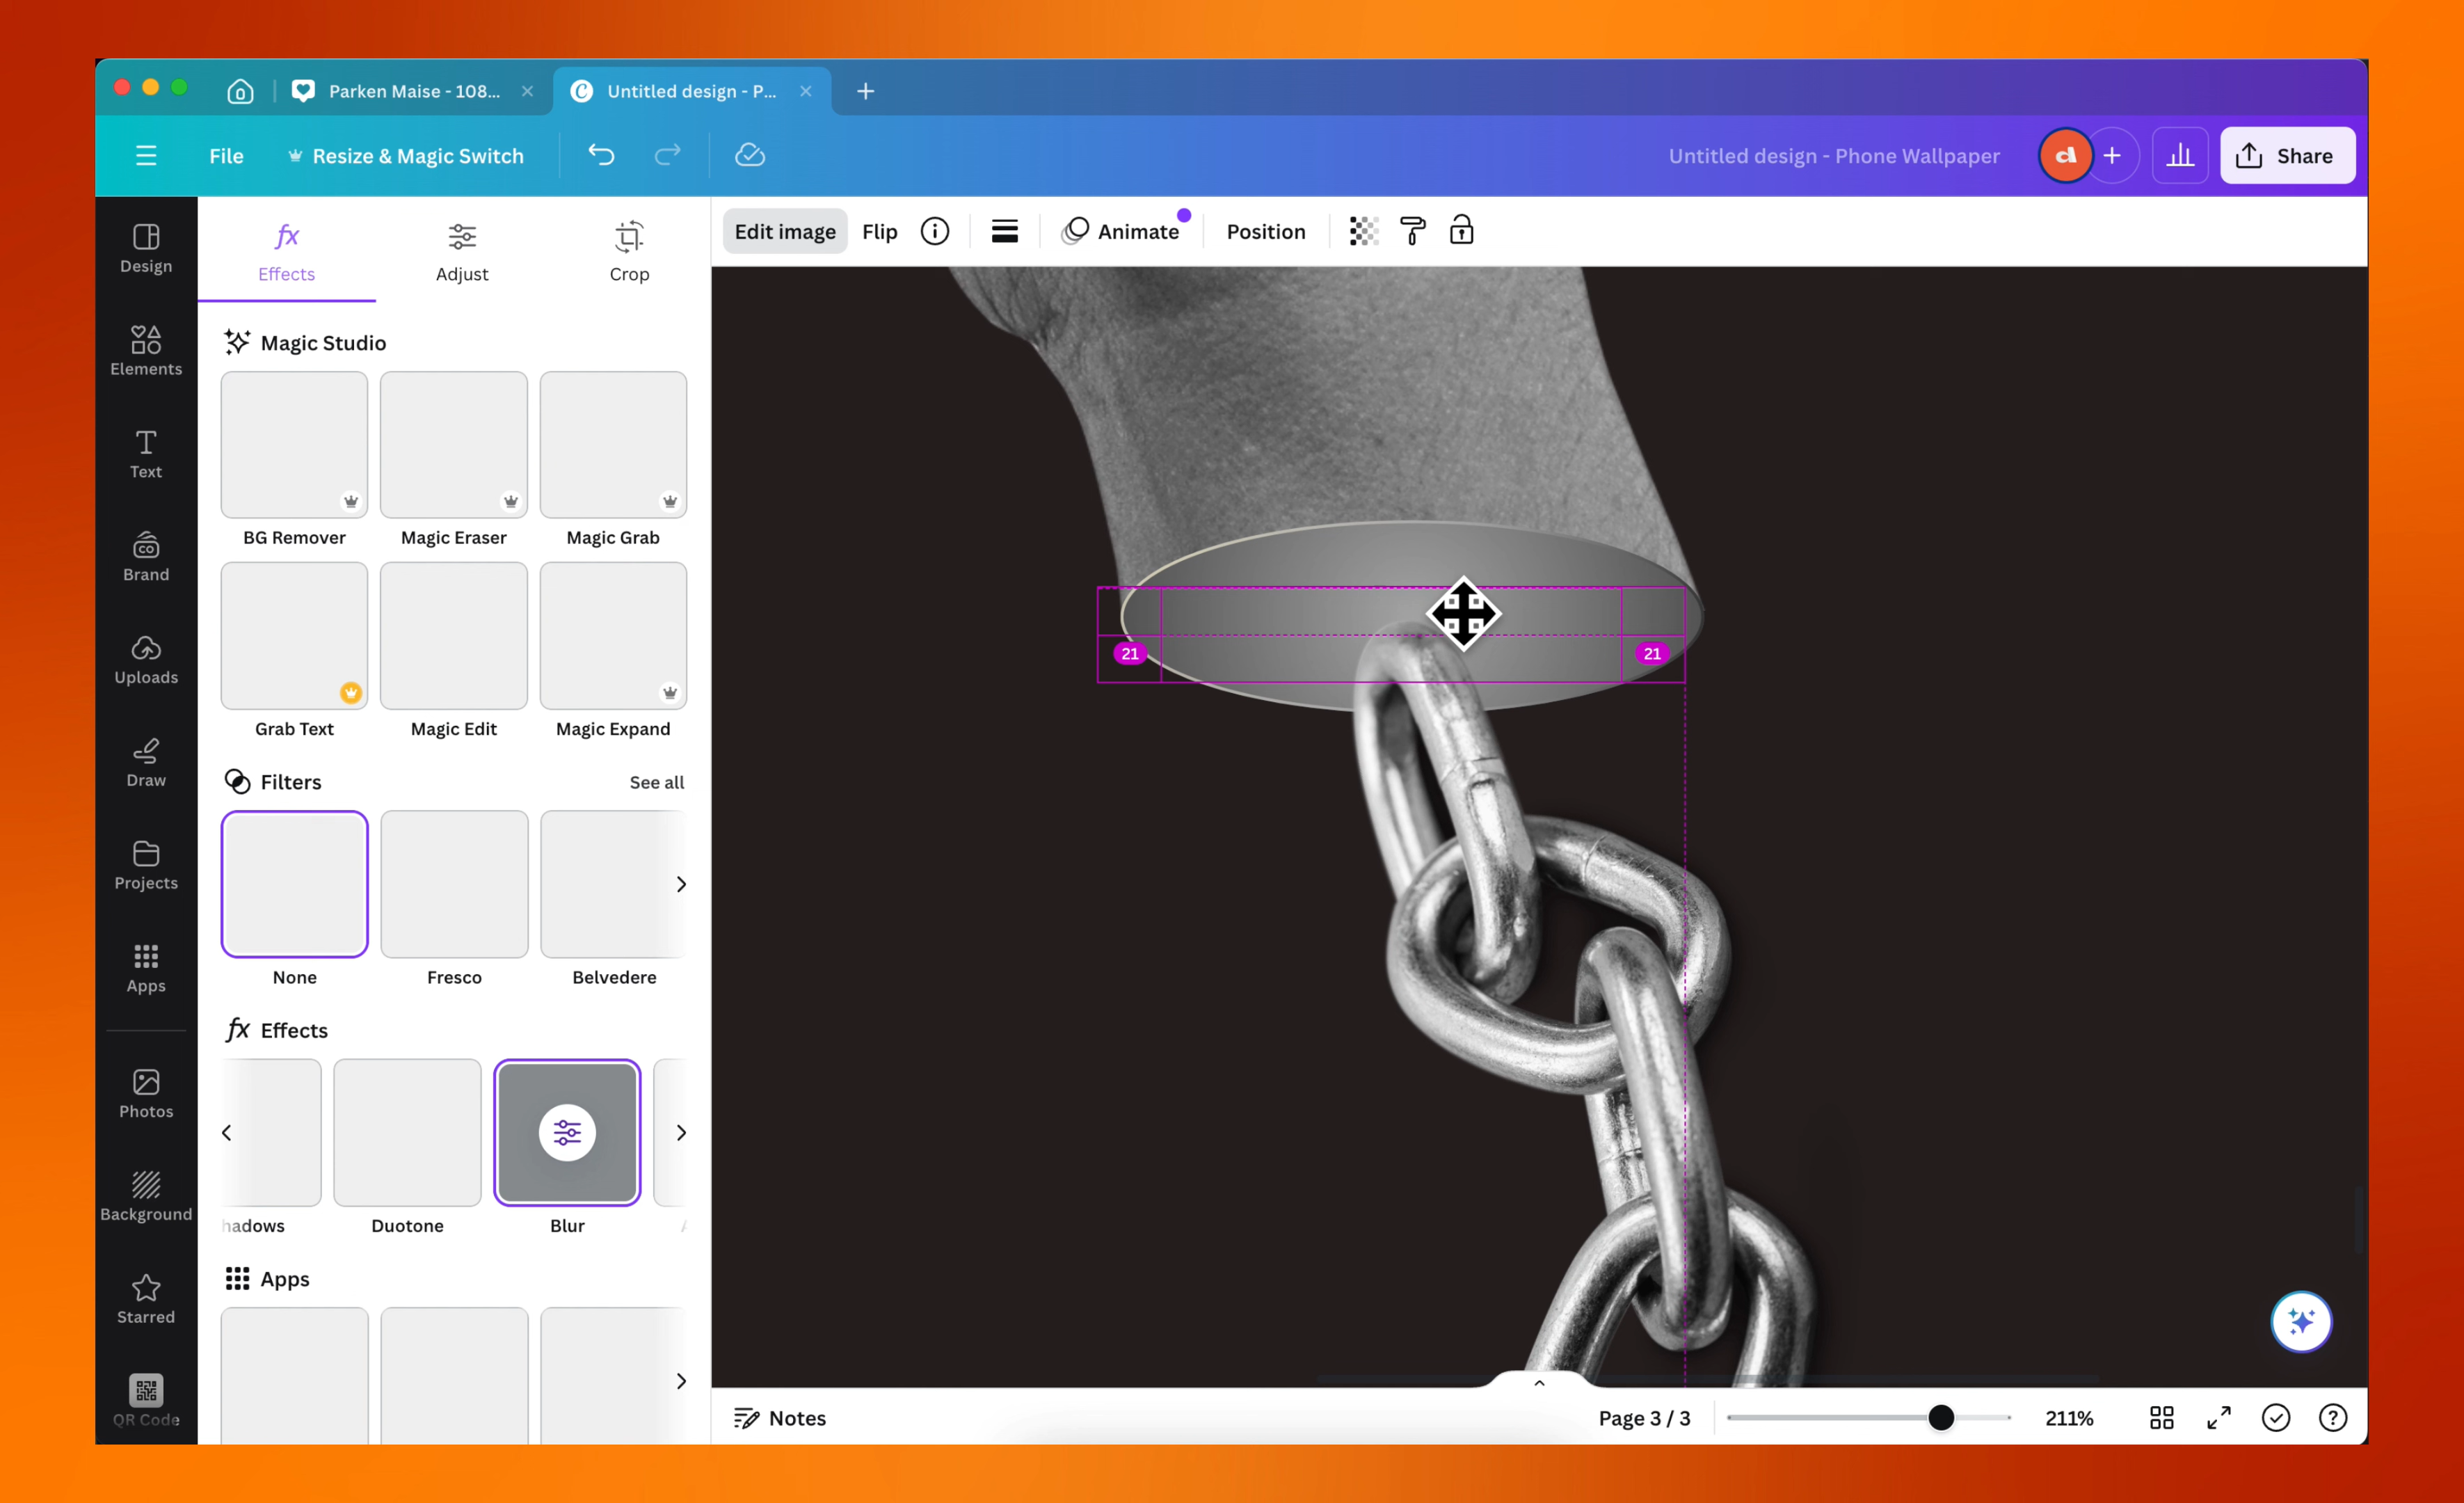 Parken Maise - 108...
Untitled design - P...
File
Resize & Magic Switch
Untitled design - Phone Wallpaper
Share
Design
Elements
Text
Brand
Uploads
Draw
Projects
Apps
Photos
Background
Starred
QR Code
Effects
Adjust
Crop
Magic Studio
BG Remover
Magic Eraser
Magic Grab
Grab Text
Magic Edit
Magic Expand
Filters
See all
None
Fresco
Belvedere
fx Effects
hadows
Duotone
Blur
Apps
Edit image
Flip
Animate
Position
21
21
Notes
Page 3 / 3
211%